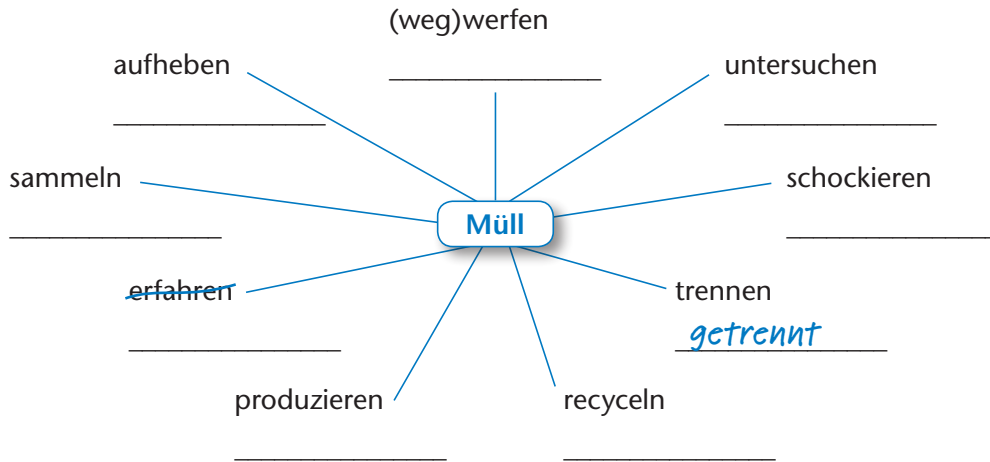 (weg)werfen
aufheben
untersuchen
sammeln
schockieren
Müll
erfahren
trennen
getrennt
produzieren
recyceln